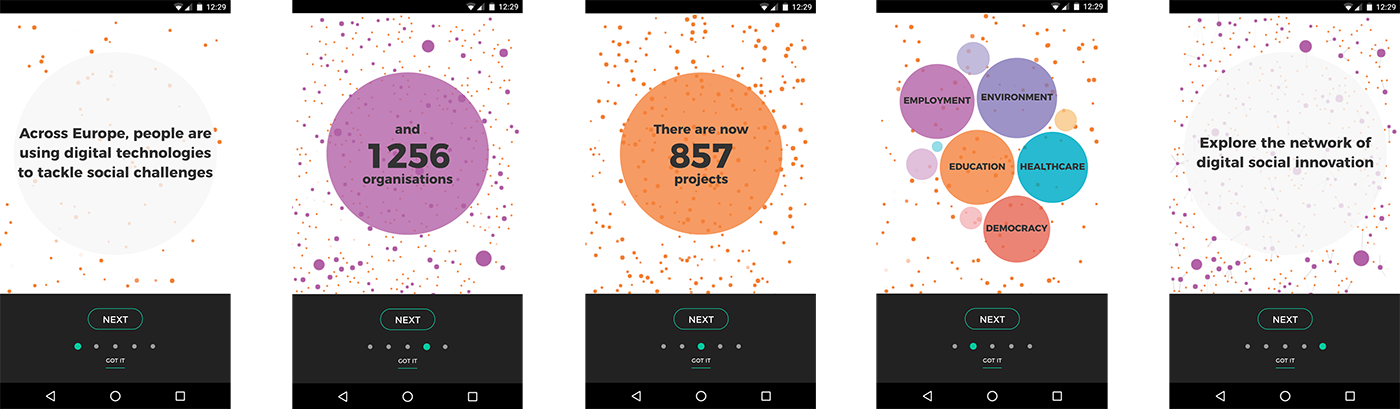 12:29
Across Europe, people are
using digital technologies
to tackle social challenges
NEXT
GOT IT
12:29
and
1256
organisations
NEXT
GOT IT
12:29
There are now
857
projects
NEXT
GOT IT
12:29
EMPLOYMENT
ENVIRONMENT
EDUCATION
HEALTHCARE
DEMOCRACY
NEXT
GOT IT
12:29
Explore the network of
digital social innovation
NEXT
GOT IT